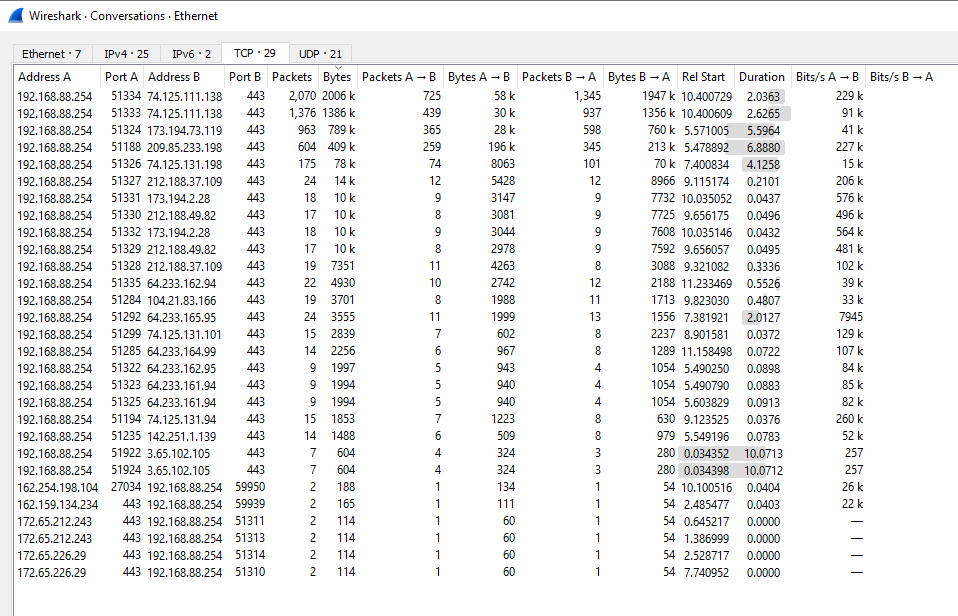 Wireshark · Conversations · Ethernet
Ethernet · 7 IPv4 · 25 IPv6 · 2 TCP · 29 UDP · 21
Address A Port A Address B Port B Packets Bytes Packets A → B Bytes A → B Packets B → A Bytes B → A Rel Start Duration Bits/s A → B Bits/s B → A
192.168.88.254 51334 74.125.111.138 443 2,070 2006 k 725 58 k 1,345 1947 k 10.400729 2.0363 229 k
192.168.88.254 51333 74.125.111.138 443 1,376 1386 k 439 30 k 937 1356 k 10.400609 2.6265 91 k
192.168.88.254 51324 173.194.73.119 443 963 789 k 365 28 k 598 760 k 5.571005 5.5964 41 k
192.168.88.254 51188 209.85.233.198 443 604 409 k 259 196 k 345 213 k 5.478892 6.8880 227 k
192.168.88.254 51326 74.125.131.198 443 175 78 k 74 8063 101 70 k 7.400834 4.1258 15 k
192.168.88.254 51327 212.188.37.109 443 24 14 k 12 5428 12 8966 9.115174 0.2101 206 k
192.168.88.254 51331 173.194.2.28 443 18 10 k 9 3147 9 7732 10.035052 0.0437 576 k
192.168.88.254 51330 212.188.49.82 443 17 10 k 8 3081 9 7725 9.656175 0.0496 496 k
192.168.88.254 51332 173.194.2.28 443 18 10 k 9 3044 9 7608 10.035146 0.0432 564 k
192.168.88.254 51329 212.188.49.82 443 17 10 k 8 2978 9 7592 9.656057 0.0495 481 k
192.168.88.254 51328 212.188.37.109 443 19 7351 11 4263 8 3088 9.321082 0.3336 102 k
192.168.88.254 51335 64.233.162.94 443 22 4930 10 2742 12 2188 11.233469 0.5526 39 k
192.168.88.254 51284 104.21.83.166 443 19 3701 8 1988 11 1713 9.823030 0.4807 33 k
192.168.88.254 51292 64.233.165.95 443 24 3555 11 1999 13 1556 7.381921 2.0127 7945
192.168.88.254 51299 74.125.131.101 443 15 2839 7 602 8 2237 8.901581 0.0372 129 k
192.168.88.254 51285 64.233.164.99 443 14 2256 6 967 8 1289 11.158498 0.0722 107 k
192.168.88.254 51322 64.233.162.95 443 9 1997 5 943 4 1054 5.490250 0.0898 84 k
192.168.88.254 51323 64.233.161.94 443 9 1994 5 940 4 1054 5.490790 0.0883 85 k
192.168.88.254 51325 64.233.161.94 443 9 1994 5 940 4 1054 5.603829 0.0913 82 k
192.168.88.254 51194 74.125.131.94 443 15 1853 7 1223 8 630 9.123525 0.0376 260 k
192.168.88.254 51235 142.251.1.139 443 14 1488 6 509 8 979 5.549196 0.0783 52 k
192.168.88.254 51922 3.65.102.105 443 7 604 4 324 3 280 0.034352 10.0713 257
192.168.88.254 51924 3.65.102.105 443 7 604 4 324 3 280 0.034398 10.0712 257
162.254.198.104 27034 192.168.88.254 59950 2 188 1 134 1 54 10.100516 0.0404 26 k
162.159.134.234 443 192.168.88.254 59939 2 165 1 111 1 54 2.485477 0.0403 22 k
172.65.212.243 443 192.168.88.254 51311 2 114 1 60 1 54 0.645217 0.0000 —
172.65.212.243 443 192.168.88.254 51313 2 114 1 60 1 54 1.386999 0.0000 —
172.65.226.29 443 192.168.88.254 51314 2 114 1 60 1 54 2.528717 0.0000 —
172.65.226.29 443 192.168.88.254 51310 2 114 1 60 1 54 7.740952 0.0000 —